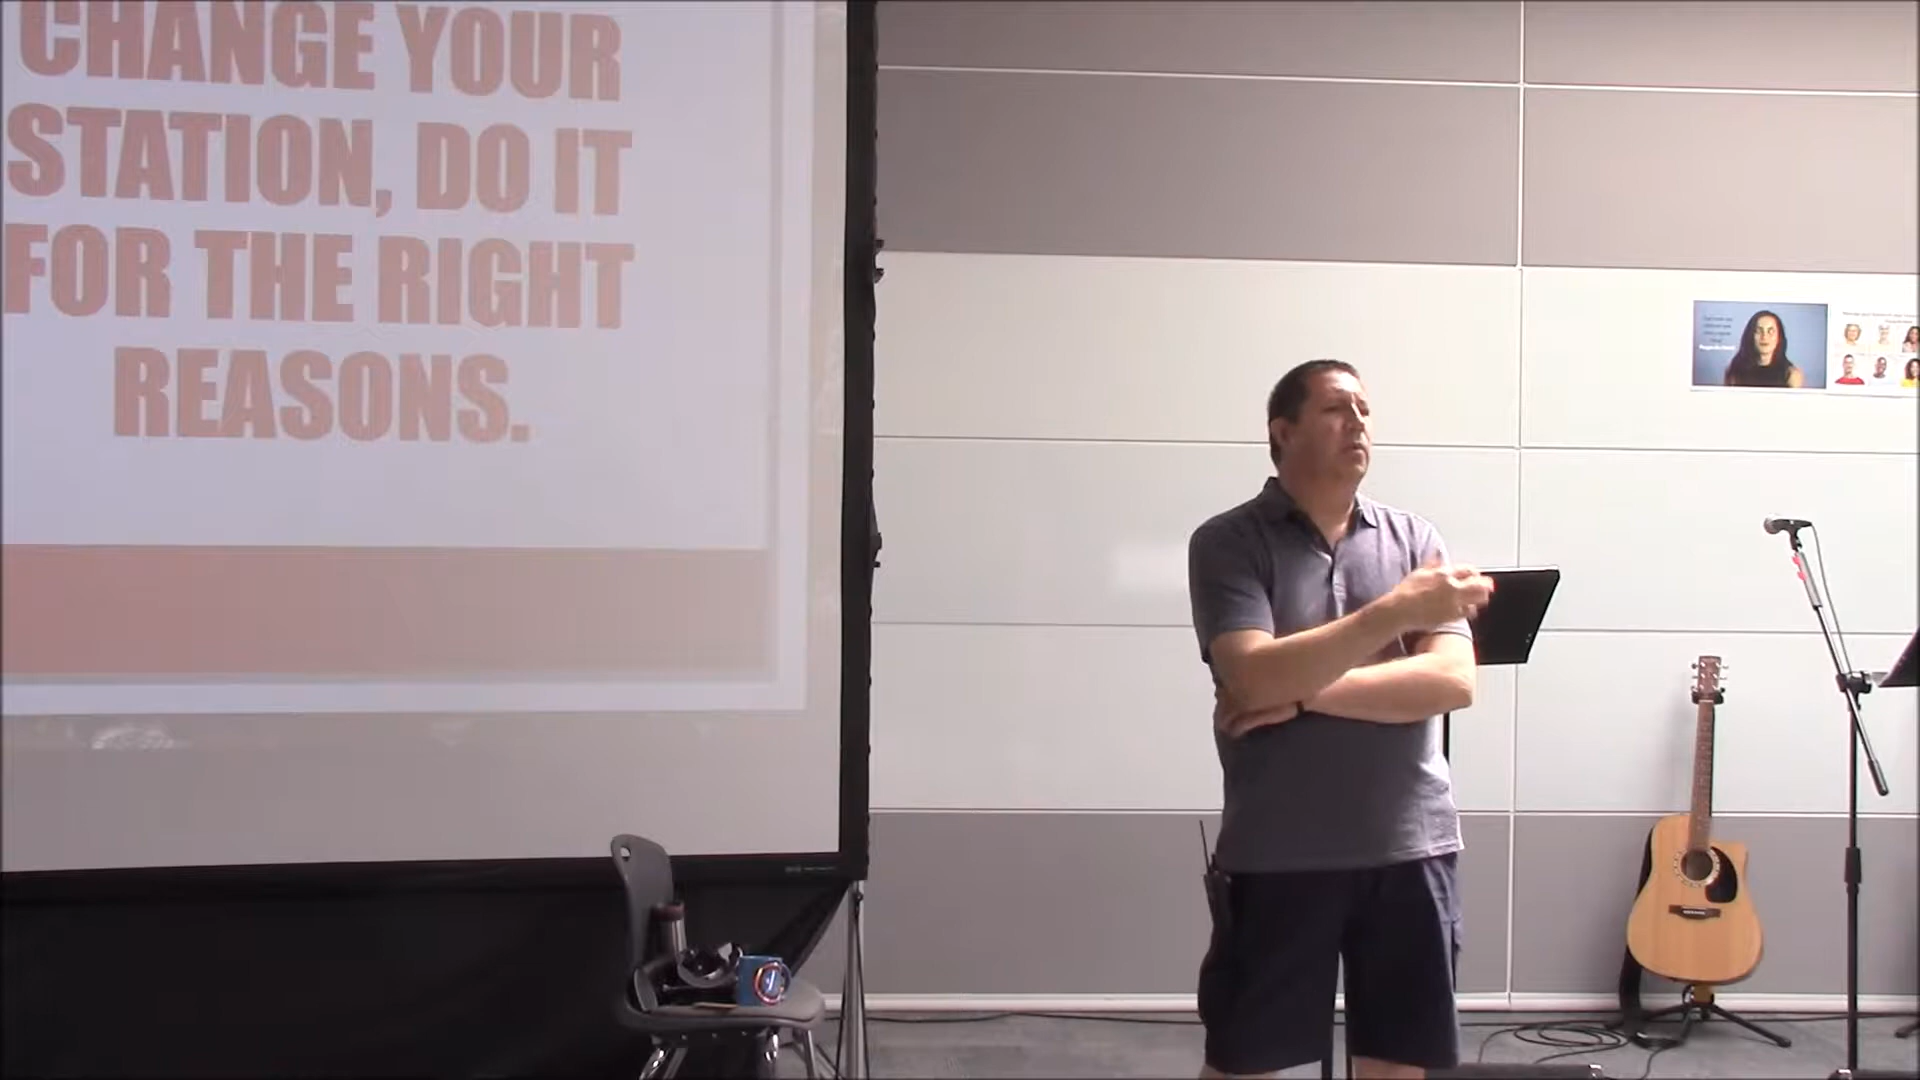 CHANGE YOUR
STATION, DO IT
FOR THE RIGHT
REASONS.